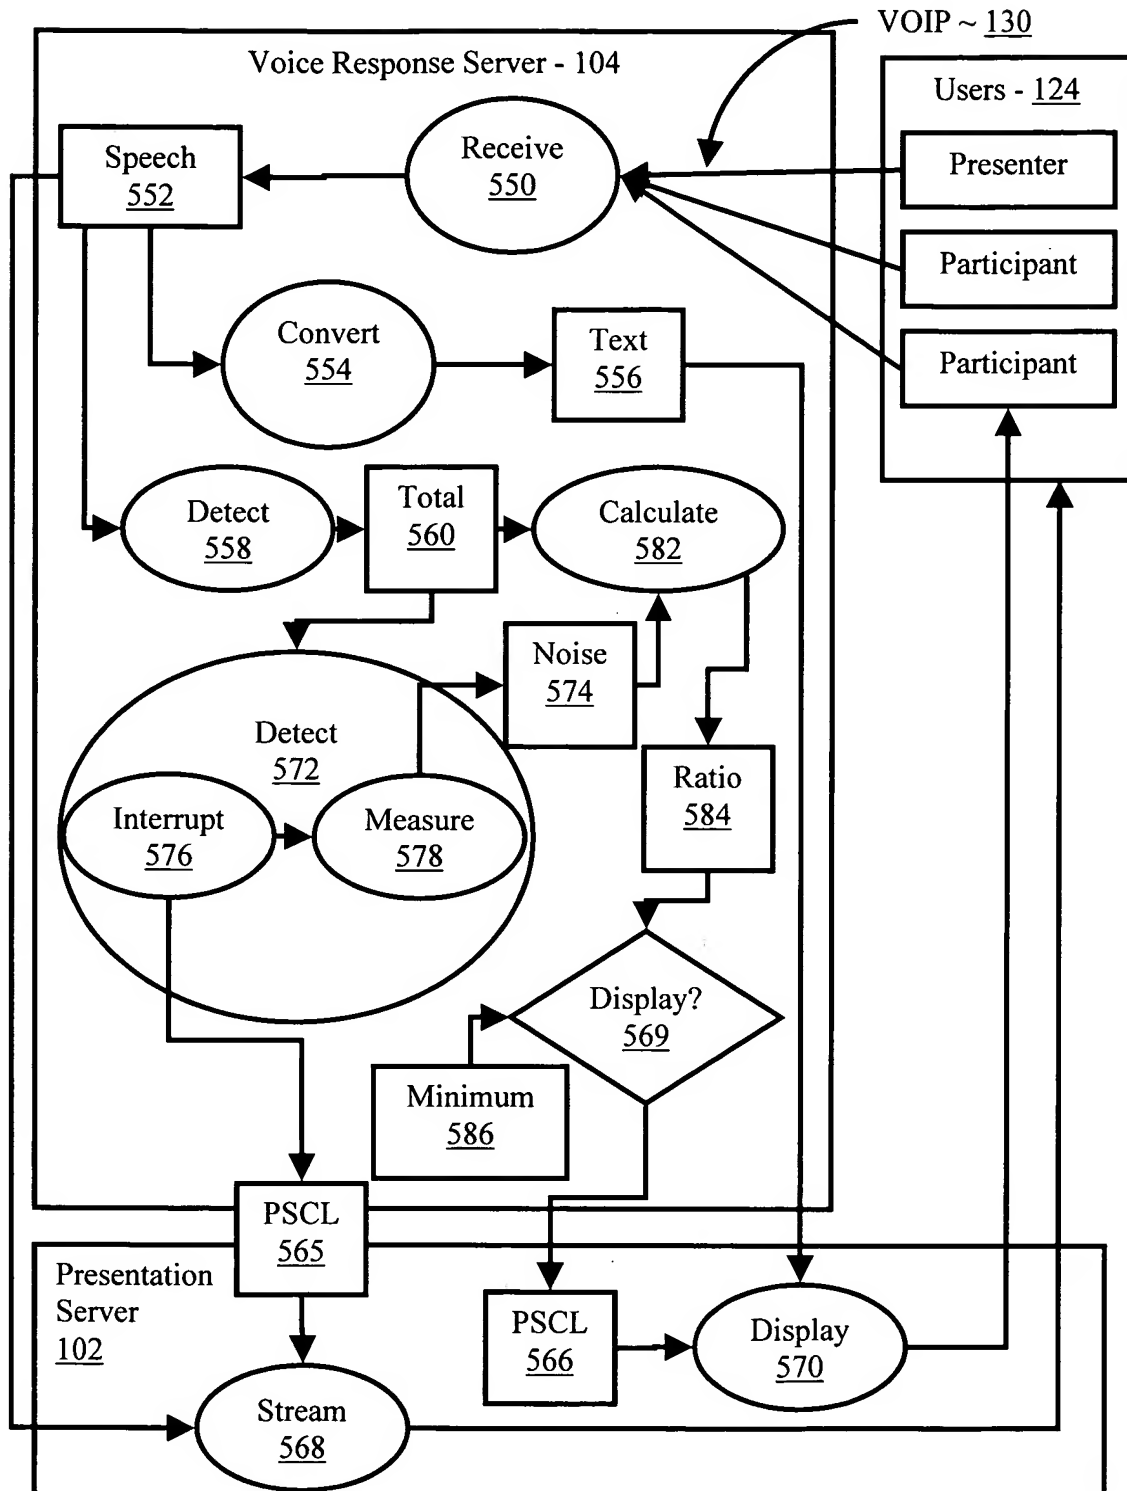 VOIP ~ 130
Voice Response Server - 104
Users - 124
Presenter
Participant
Participant
Receive
550
Speech
552
Convert
554
Text
556
Detect
558
Total
560
Calculate
582
Noise
574
Detect
572
Interrupt
576
Measure
578
Ratio
584
Display?
569
Minimum
586
PSCL
565
Presentation
Server
102
PSCL
566
Display
570
Stream
568